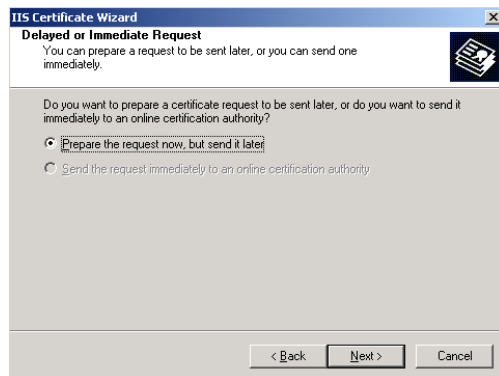 IIS Certificate Wizard
Delayed or Immediate Request
You can prepare a request to be sent later, or you can send one
immediately.
Do you want to prepare a certificate request to be sent later, or do you want to send it
immediately to an online certification authority?
Prepare the request now, but send it later
Send the request immediately to an online certification authority
< Back
Next >
Cancel